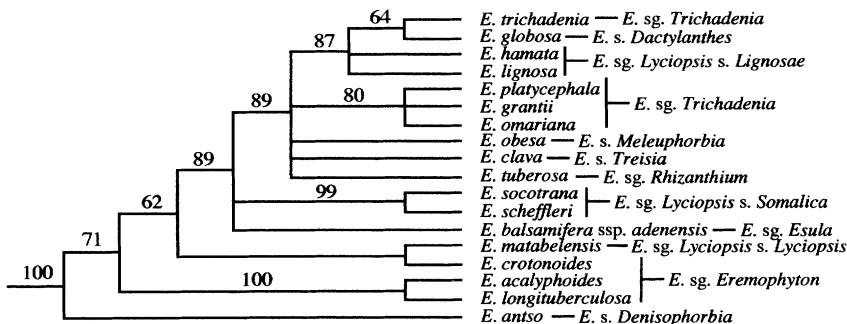 64 E. trichadenia — E. sg. Trichadenia
E. globosa — E. s. Dactylanthes
87 E. hamata
E. lignosa E. sg. Lyciopsis s. Lignosae
E. platycephala
89 80 E. grantii E. sg. Trichadenia
E. omariana
E. obesa — E. s. Meleuphorbia
89 E. clava — E. s. Treisia
E. tuberosa — E. sg. Rhizanthium
99 E. socotrana
E. scheffleri E. sg. Lyciopsis s. Somalica
62 E. balsamifera ssp. adenensis — E. sg. Esula
E. matabelensis — E. sg. Lyciopsis s. Lyciopsis
71 E. crotonoides
100 100 E. acalyphoides E. sg. Eremophyton
E. longituberculosa
E. antso — E. s. Denisophorbia